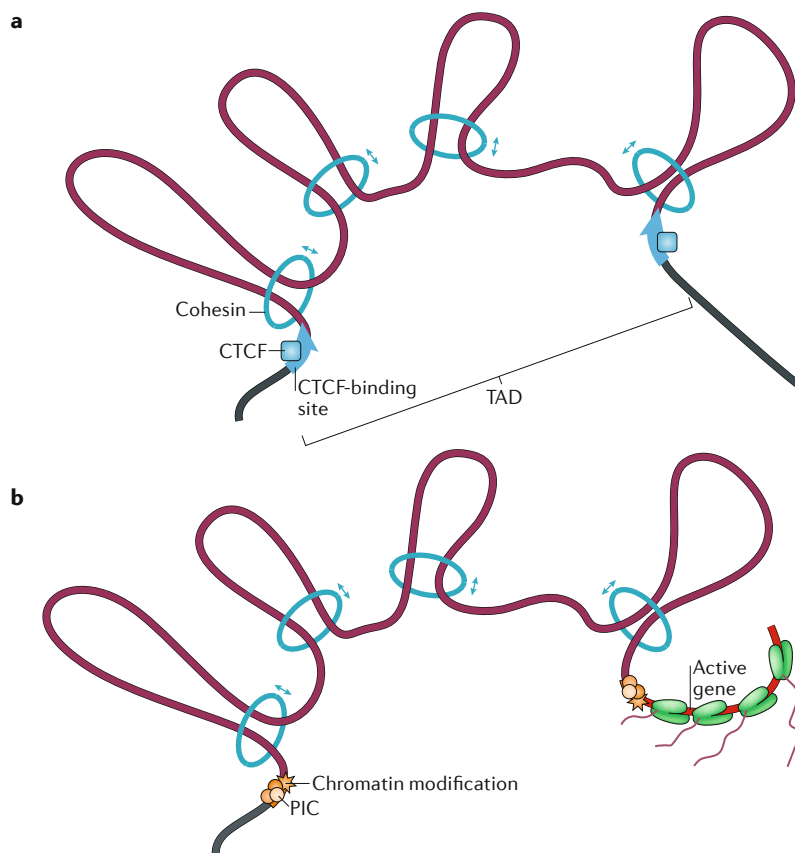 a
Cohesin
CTCF
CTCF-binding
site
TAD
b
Active
gene
Chromatin modification
PIC